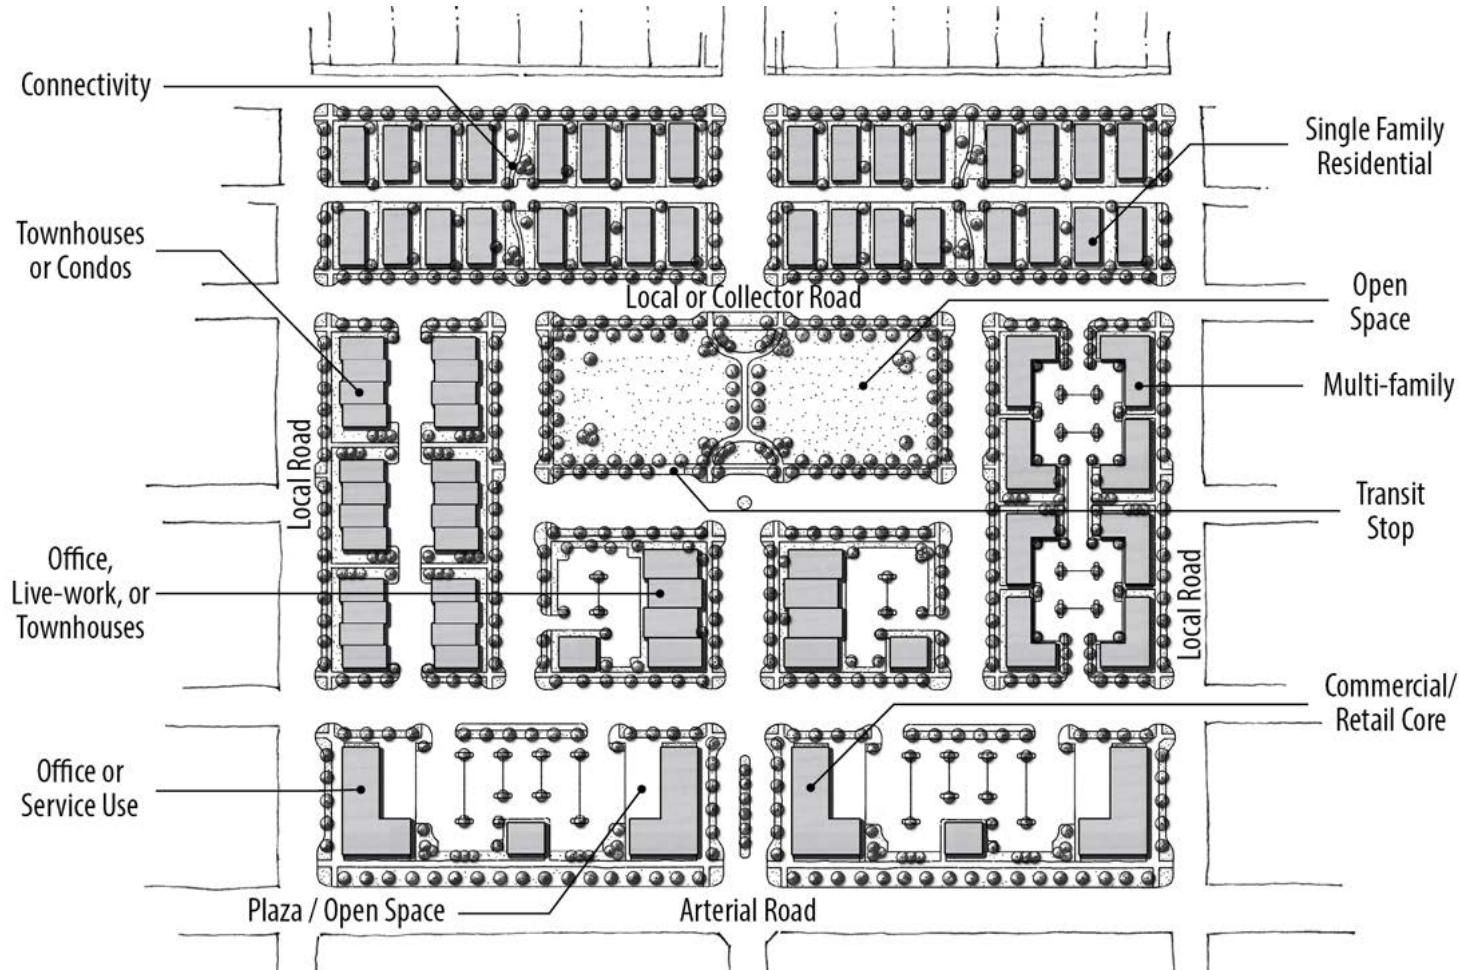 Connectivity
Single Family
Residential
Townhouses
or Condos
Local or Collector Road
Open
Space
Multi-family
Local Road
Transit
Stop
Office,
Live-work, or
Townhouses
Local Road
Commercial/
Retail Core
Office or
Service Use
Plaza / Open Space
Arterial Road